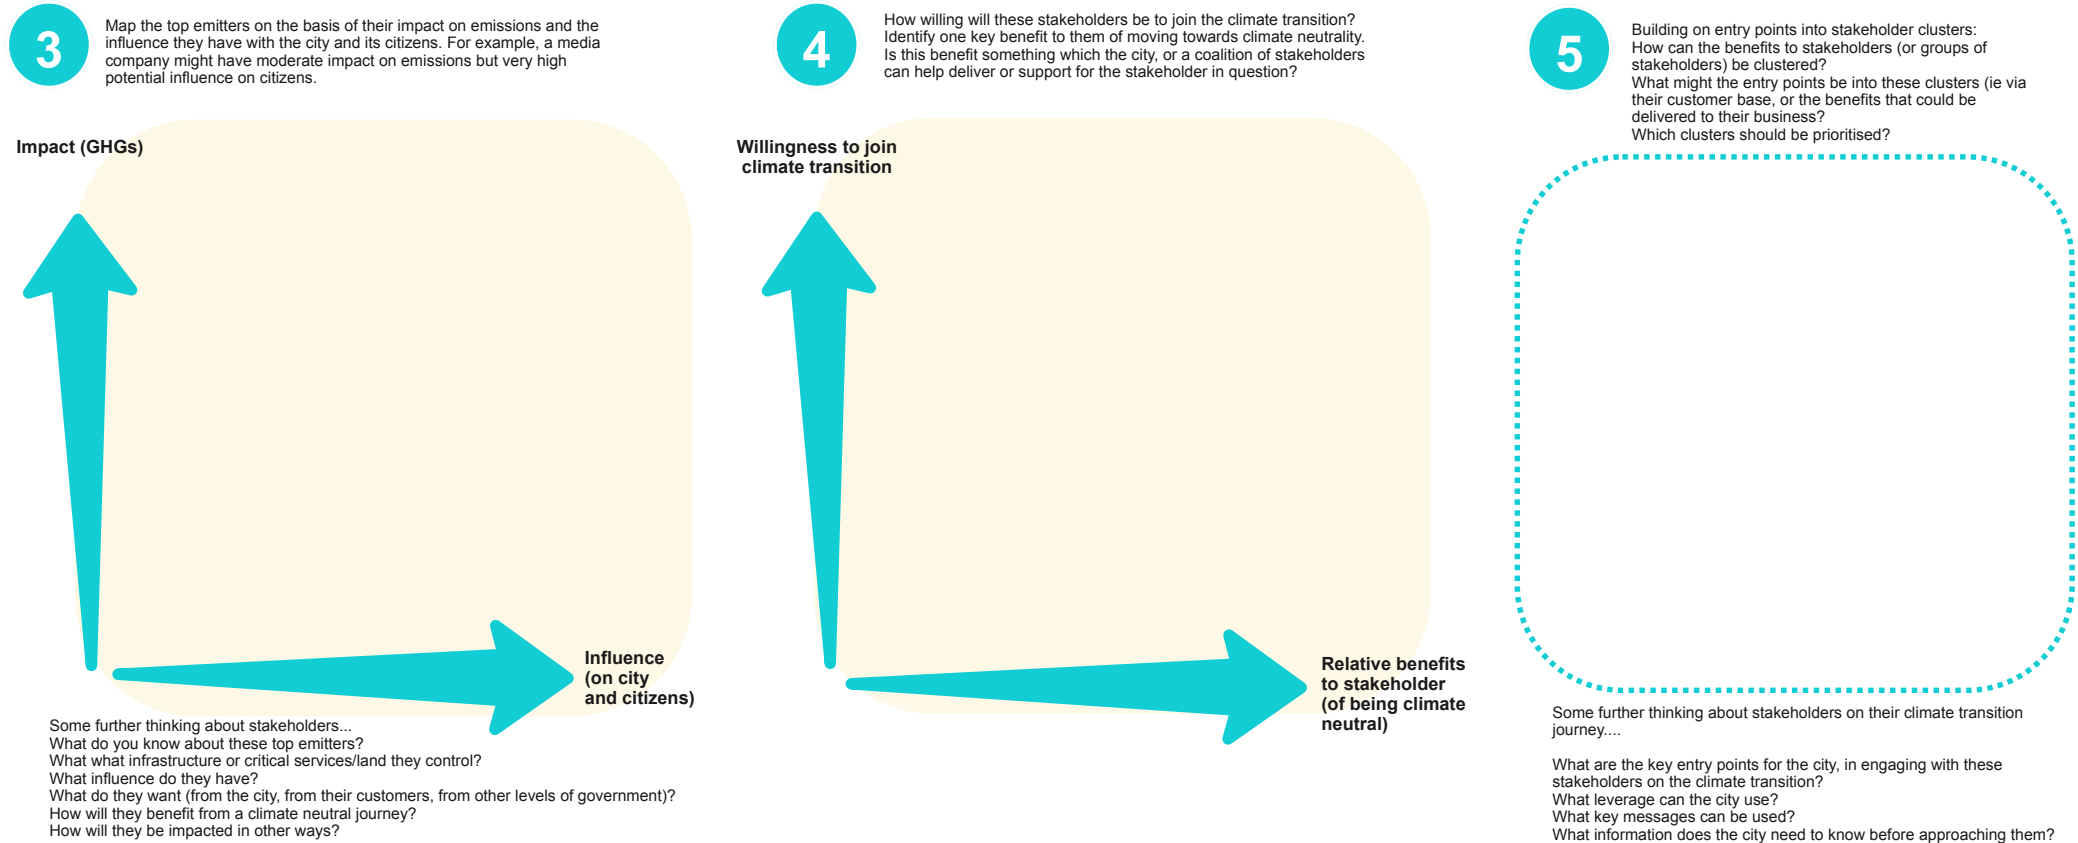 3
Map the top emitters on the basis of their impact on emissions and the
influence they have with the city and its citizens. For example, a media
company might have moderate impact on emissions but very high
potential influence on citizens.
Impact (GHGs)
Influence
(on city
and citizens)
Some further thinking about stakeholders...
What do you know about these top emitters?
What what infrastructure or critical services/land they control?
What influence do they have?
What do they want (from the city, from their customers, from other levels of government)?
How will they benefit from a climate neutral journey?
How will they be impacted in other ways?
4
How willing will these stakeholders be to join the climate transition?
Identify one key benefit to them of moving towards climate neutrality.
Is this benefit something which the city, or a coalition of stakeholders
can help deliver or support for the stakeholder in question?
Willingness to join
climate transition
Relative benefits
to stakeholder
(of being climate
neutral)
5
Building on entry points into stakeholder clusters:
How can the benefits to stakeholders (or groups of
stakeholders) be clustered?
What might the entry points be into these clusters (ie via
their customer base, or the benefits that could be
delivered to their business?
Which clusters should be prioritised?
Some further thinking about stakeholders on their climate transition
journey....
What are the key entry points for the city, in engaging with these
stakeholders on the climate transition?
What leverage can the city use?
What key messages can be used?
What information does the city need to know before approaching them?